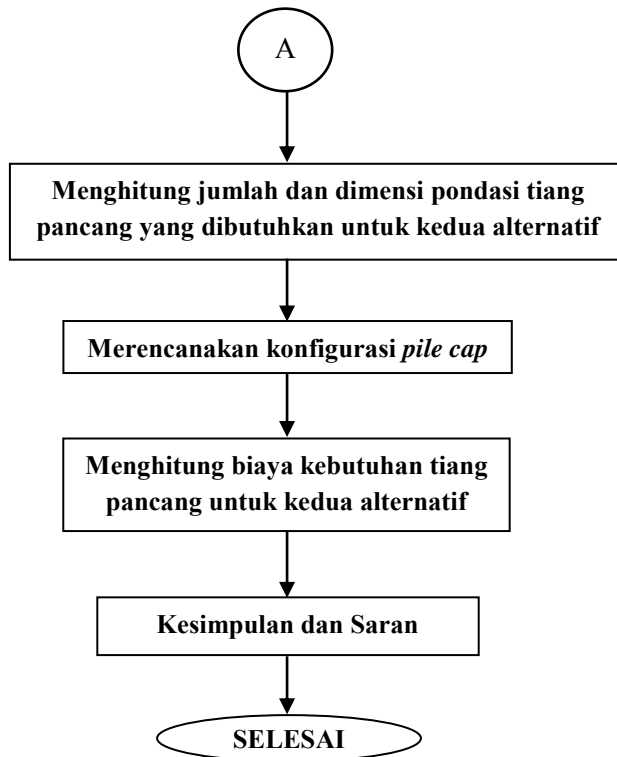 A
Menghitung jumlah dan dimensi pondasi tiang
pancang yang dibutuhkan untuk kedua alternatif
Merencanakan konfigurasi pile cap
Menghitung biaya kebutuhan tiang
pancang untuk kedua alternatif
Kesimpulan dan Saran
SELESAI